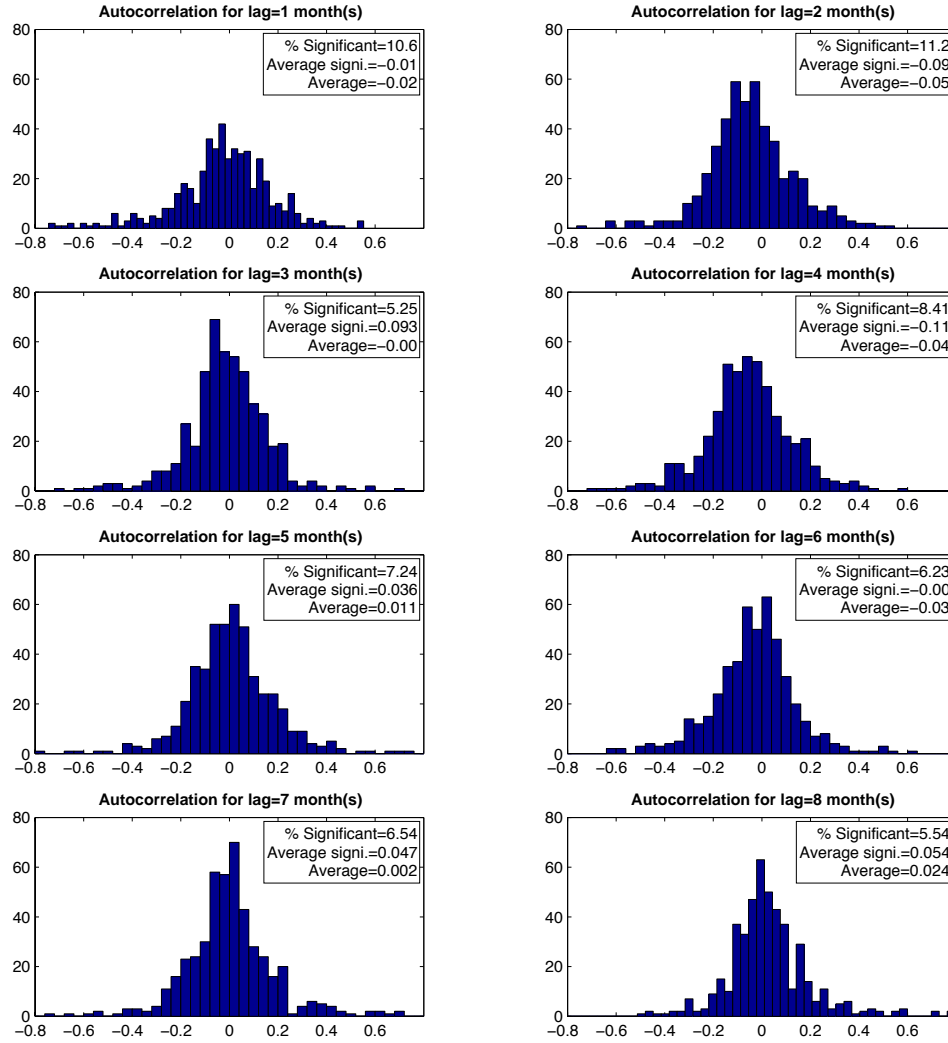 Autocorrelation for lag=1 month(s)
80
60
40
20
0
−0.8 −0.6 −0.4 −0.2 0 0.2 0.4 0.6
% Significant=10.6
Average signi.=−0.01
Average=−0.02
Autocorrelation for lag=2 month(s)
80
60
40
20
0
−0.8 −0.6 −0.4 −0.2 0 0.2 0.4 0.6
% Significant=11.2
Average signi.=−0.09
Average=−0.05
Autocorrelation for lag=3 month(s)
80
60
40
20
0
−0.8 −0.6 −0.4 −0.2 0 0.2 0.4 0.6
% Significant=5.25
Average signi.=0.093
Average=−0.00
Autocorrelation for lag=4 month(s)
80
60
40
20
0
−0.8 −0.6 −0.4 −0.2 0 0.2 0.4 0.6
% Significant=8.41
Average signi.=−0.11
Average=−0.04
Autocorrelation for lag=5 month(s)
80
60
40
20
0
−0.8 −0.6 −0.4 −0.2 0 0.2 0.4 0.6
% Significant=7.24
Average signi.=0.036
Average=0.011
Autocorrelation for lag=6 month(s)
80
60
40
20
0
−0.8 −0.6 −0.4 −0.2 0 0.2 0.4 0.6
% Significant=6.23
Average signi.=−0.00
Average=−0.03
Autocorrelation for lag=7 month(s)
80
60
40
20
0
−0.8 −0.6 −0.4 −0.2 0 0.2 0.4 0.6
% Significant=6.54
Average signi.=0.047
Average=0.002
Autocorrelation for lag=8 month(s)
80
60
40
20
0
−0.8 −0.6 −0.4 −0.2 0 0.2 0.4 0.6
% Significant=5.54
Average signi.=0.054
Average=0.024